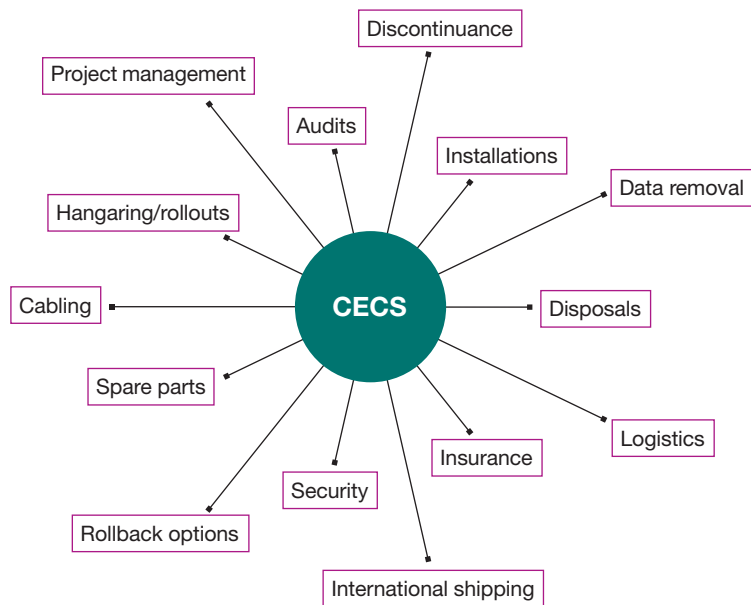 Discontinuance
Project management
Audits
Installations
Data removal
Hangaring/rollouts
Cabling
CECS
Disposals
Spare parts
Logistics
Insurance
Security
Rollback options
International shipping